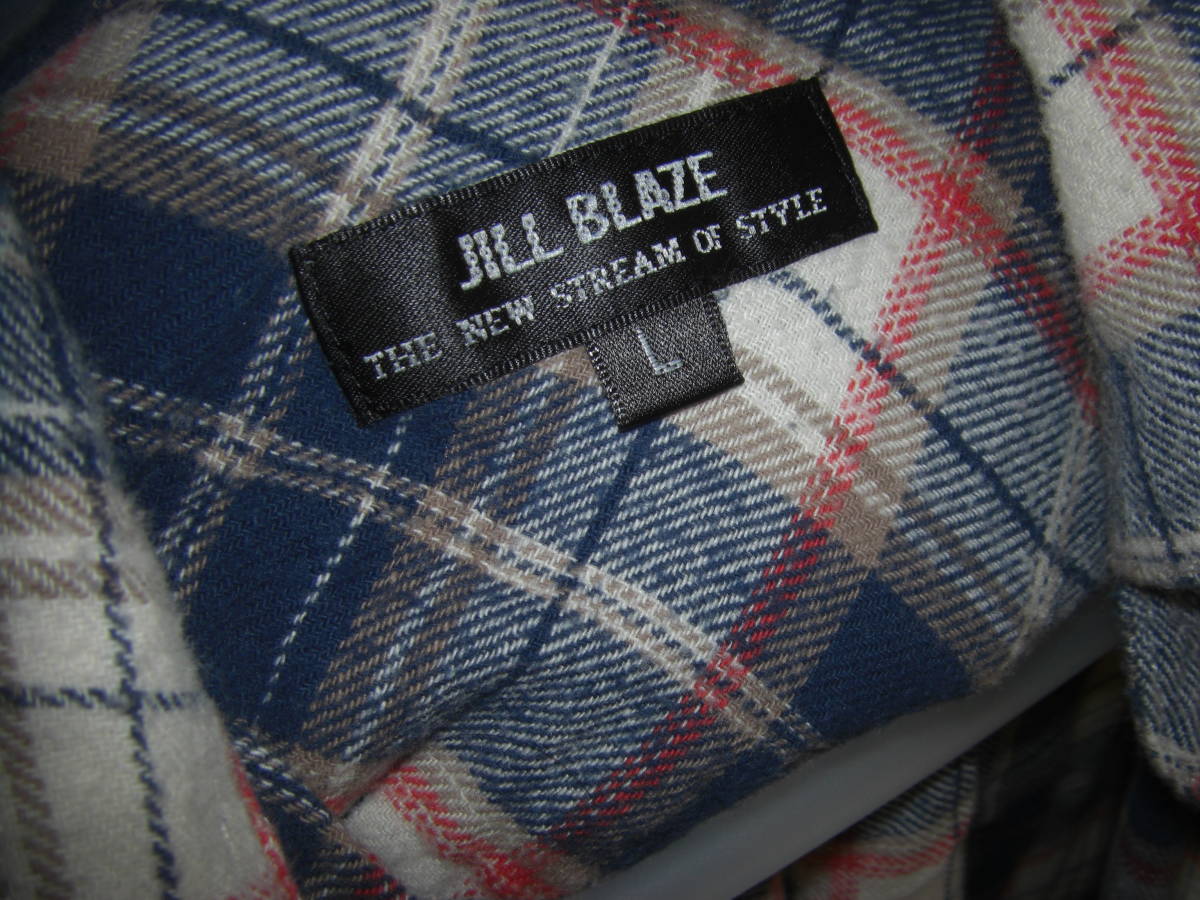 JILL BLAZE
THE NEW STREAM OF STYLE
L